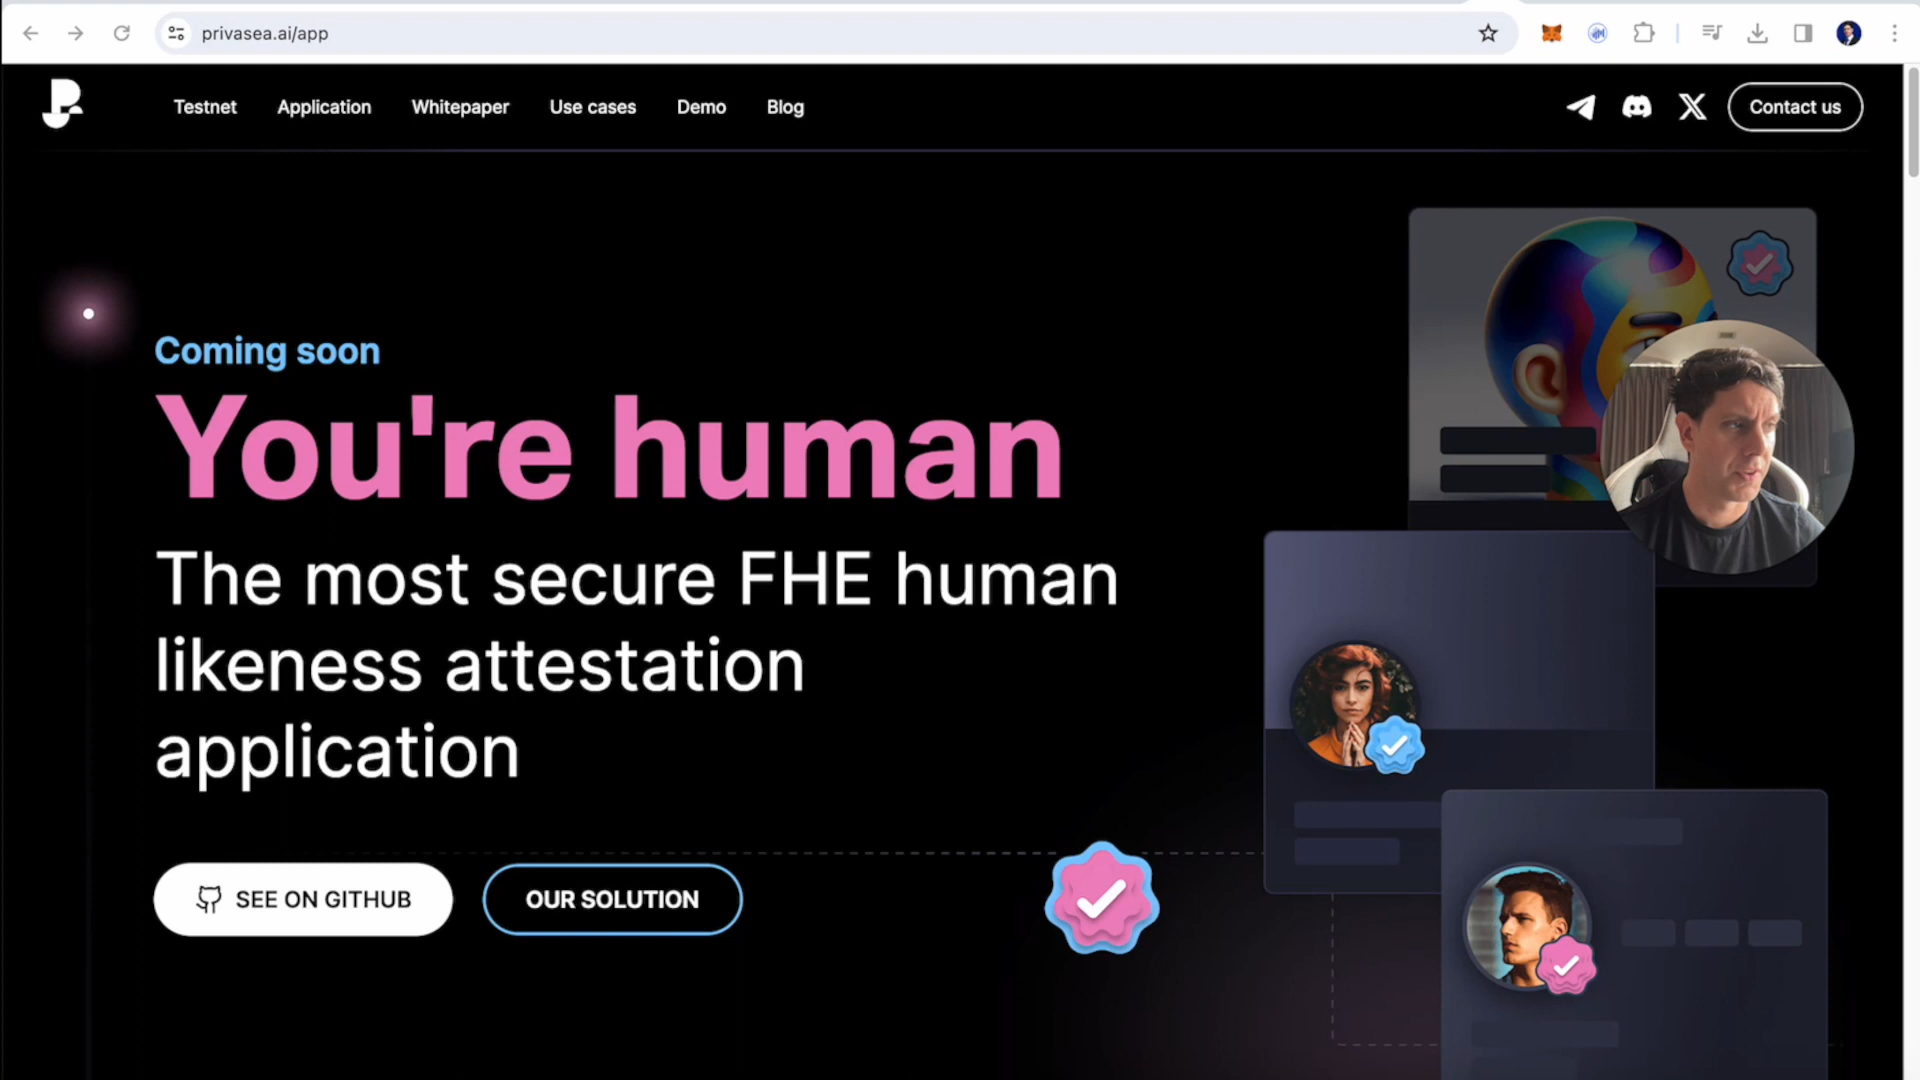 privasea.ai/app
Testnet Application Whitepaper Use cases Demo Blog Contact us
Coming soon
You're human
The most secure FHE human
likeness attestation
application
SEE ON GITHUB OUR SOLUTION